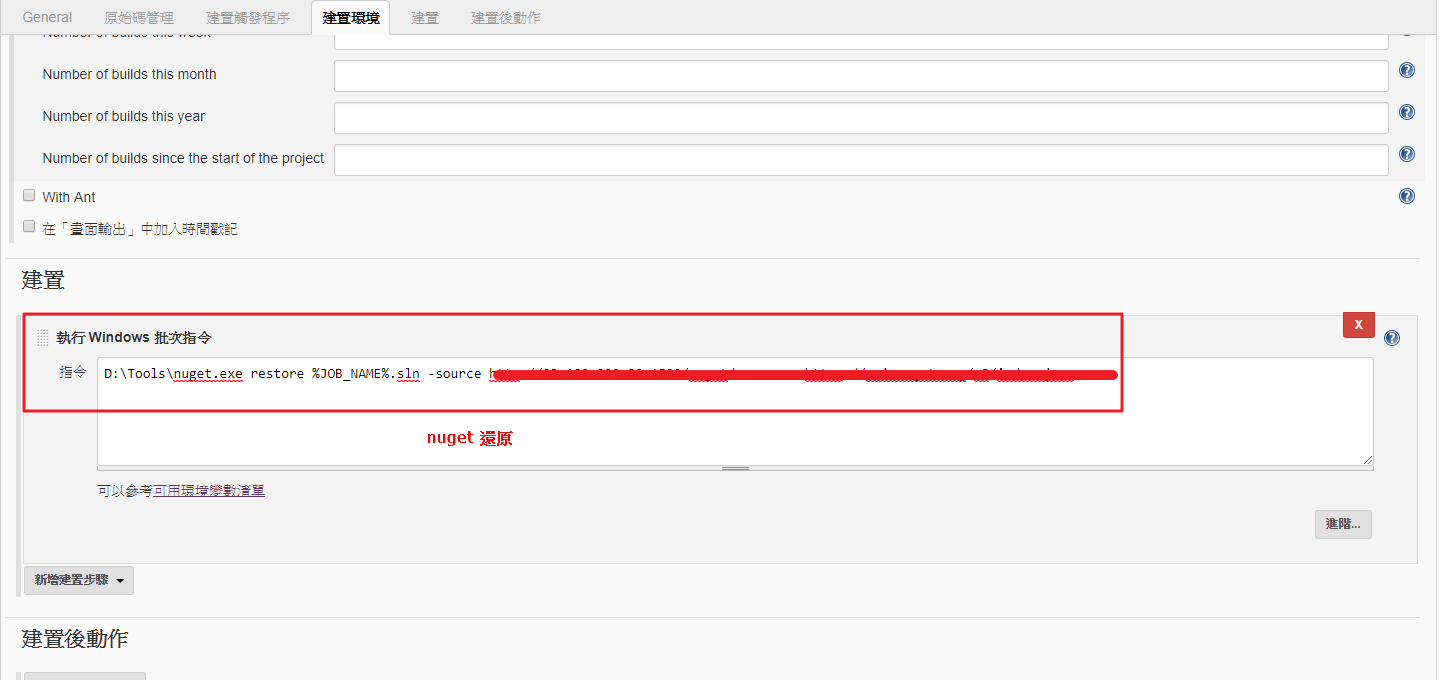 General 原始碼管理 建置觸發程序 建置環境 建置 建置後動作
Number of builds this week
Number of builds this month
Number of builds this year
Number of builds since the start of the project
With Ant
在「畫面輸出」中加入時間戳記
建置
執行 Windows 批次指令
X
指令
D:\Tools\nuget.exe restore %JOB_NAME%.sln -source
nuget 還原
可以參考可用環境變數清單
進階...
新增建置步驟
建置後動作